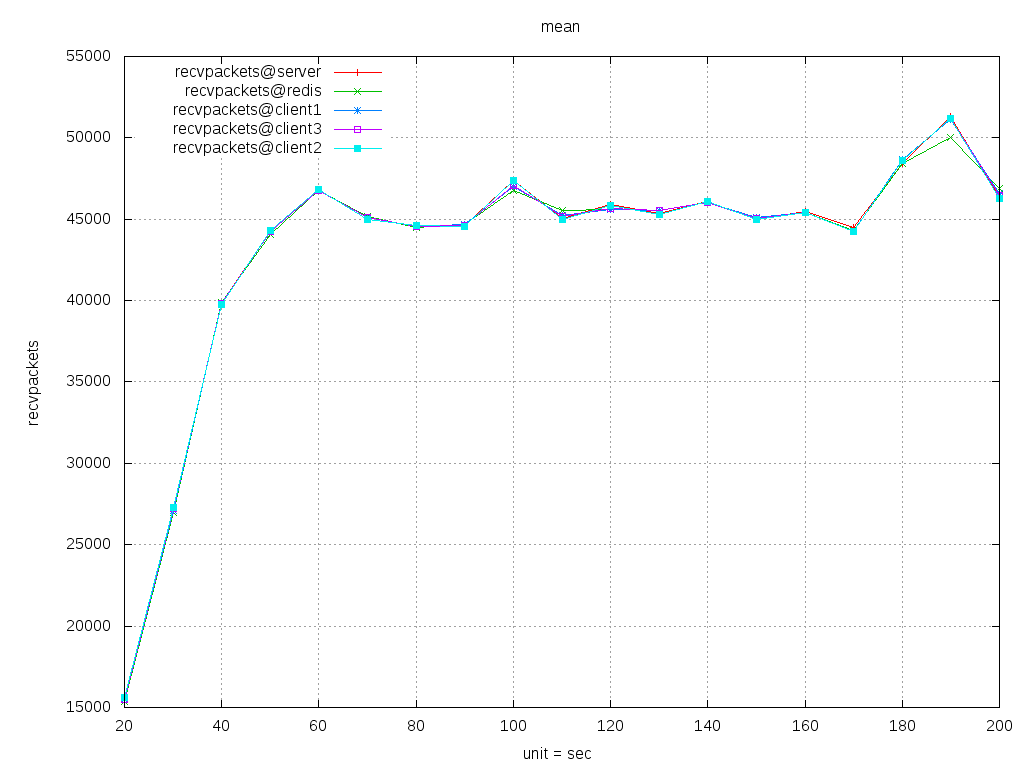 mean
55000
50000
45000
40000
35000
30000
25000
20000
15000
recvpackets
recvpackets@server
recvpackets@redis
recvpackets@client1
recvpackets@client3
recvpackets@client2
20 40 60 80 100 120 140 160 180 200
unit = sec